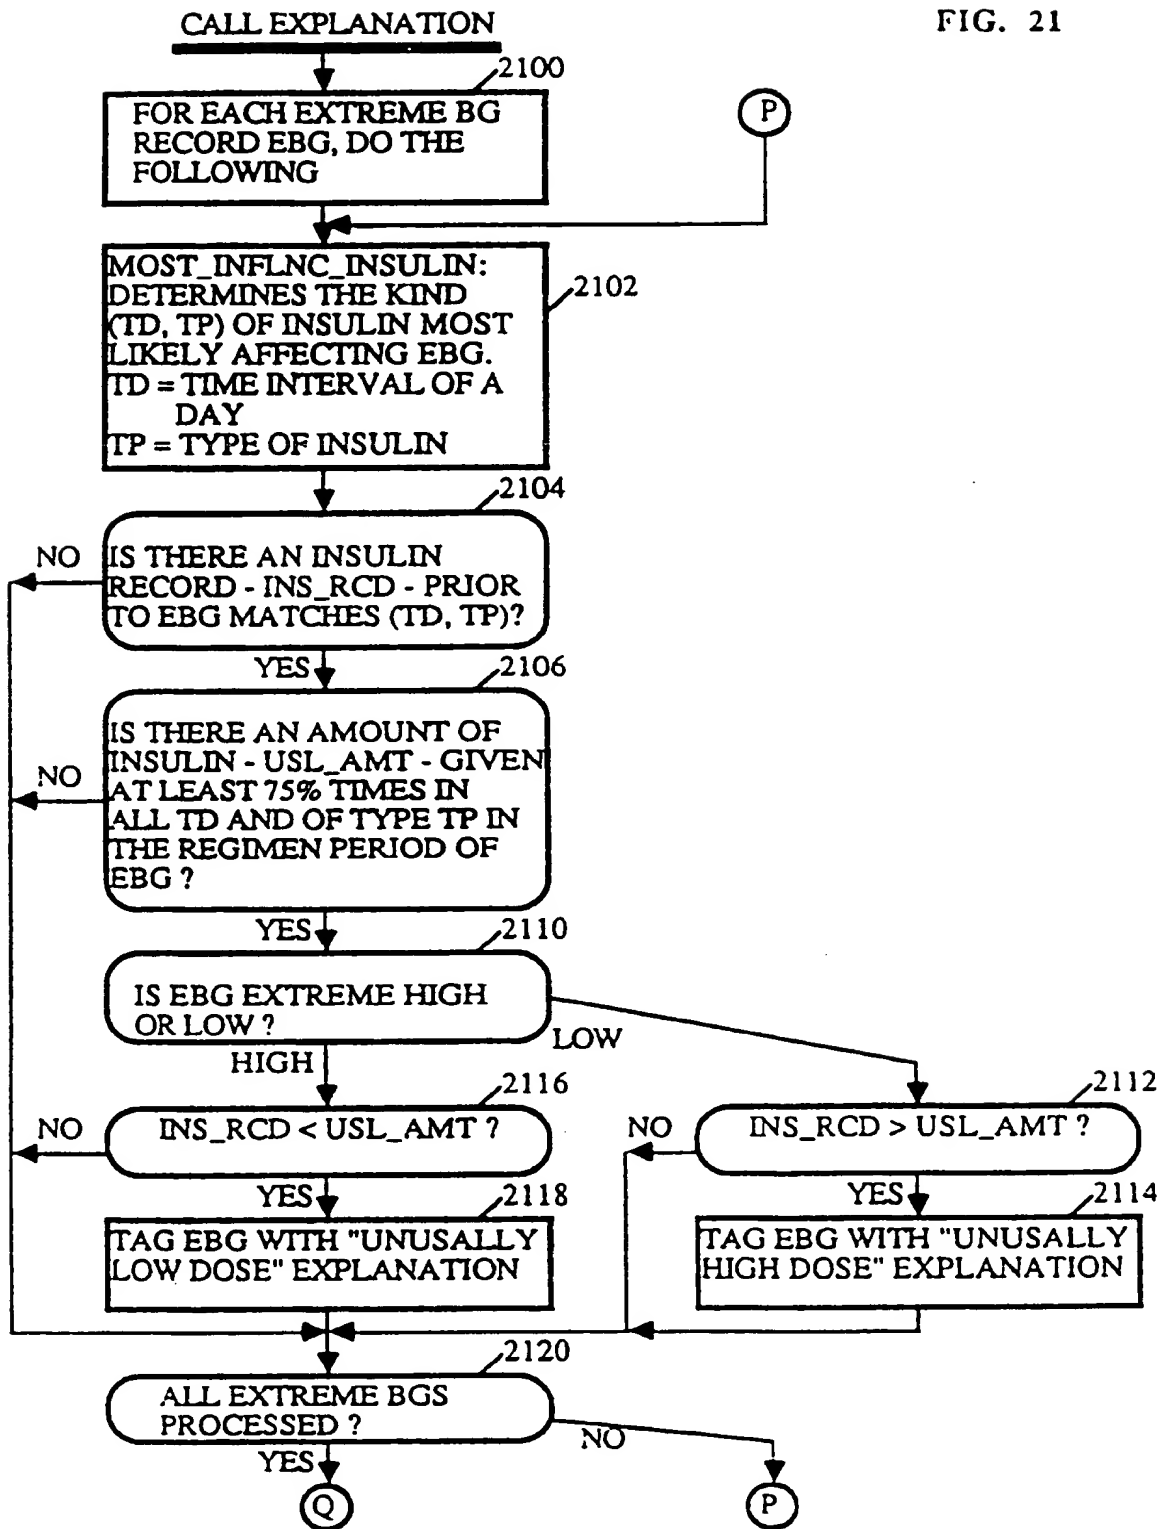 CALL EXPLANATION
FIG. 21
2100
FOR EACH EXTREME BG
RECORD EBG, DO THE
FOLLOWING
P
MOST_INFLNC_INSULIN:
DETERMINES THE KIND
(TD, TP) OF INSULIN MOST
LIKELY AFFECTING EBG.
TD = TIME INTERVAL OF A
DAY
TP = TYPE OF INSULIN
2102
2104
NO
IS THERE AN INSULIN
RECORD - INS_RCD - PRIOR
TO EBG MATCHES (TD, TP)?
YES
2106
NO
IS THERE AN AMOUNT OF
INSULIN - USL_AMT - GIVEN
AT LEAST 75% TIMES IN
ALL TD AND OF TYPE TP IN
THE REGIMEN PERIOD OF
EBG ?
YES
2110
IS EBG EXTREME HIGH
OR LOW ?
LOW
HIGH
2116
NO
INS_RCD < USL_AMT ?
2112
NO
INS_RCD > USL_AMT ?
YES
2118
TAG EBG WITH "UNUSALLY
LOW DOSE" EXPLANATION
YES
2114
TAG EBG WITH "UNUSALLY
HIGH DOSE" EXPLANATION
2120
ALL EXTREME BGS
PROCESSED ?
NO
YES
Q
P